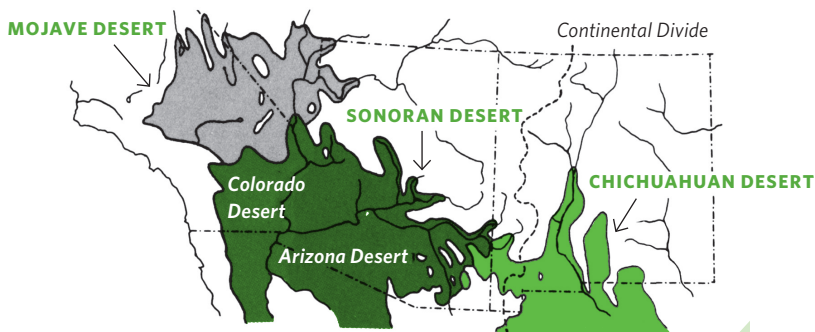 MOJAVE DESERT
Continental Divide
SONORAN DESERT
CHICHUAHUAN DESERT
Colorado
Desert
Arizona Desert